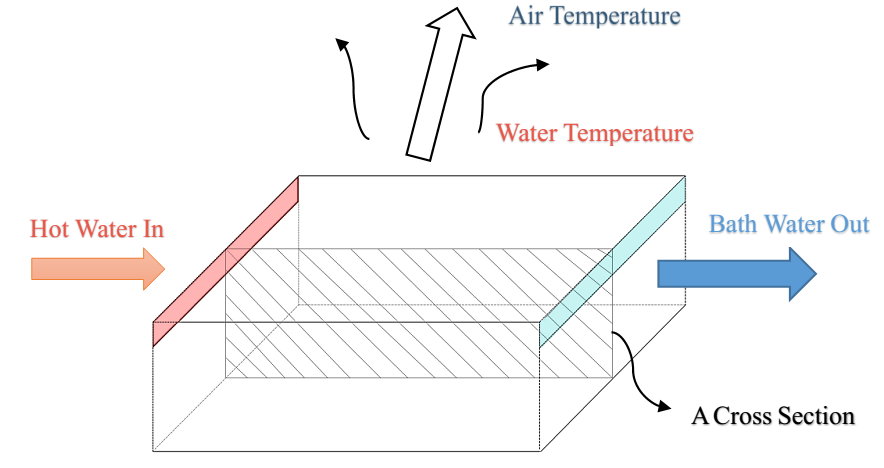 Air Temperature
Water Temperature
Hot Water In
Bath Water Out
A Cross Section